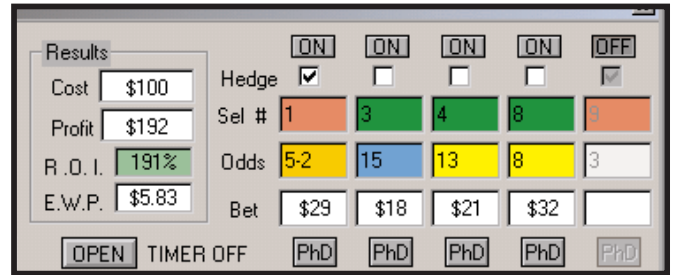 Results ON ON ON ON OFF
Cost $100 Hedge
Profit $192 Sel # 1 3 4 8 9
R.O.I. 191% Odds 5-2 15 13 8 3
E.W.P. $5.83 Bet $29 $18 $21 $32
OPEN TIMER OFF PhD PhD PhD PhD PhD